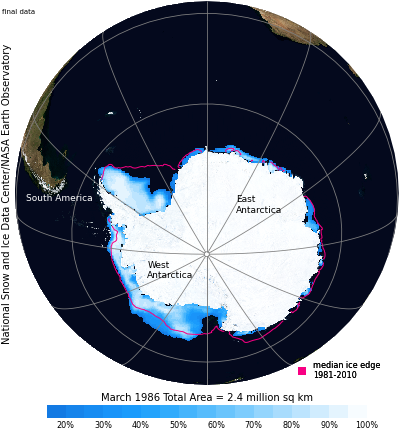 final data
National Snow and Ice Data Center/NASA Earth Observatory
South America
East
Antarctica
West
Antarctica
median ice edge
1981-2010
March 1986 Total Area = 2.4 million sq km
20% 30% 40% 50% 60% 70% 80% 90% 100%